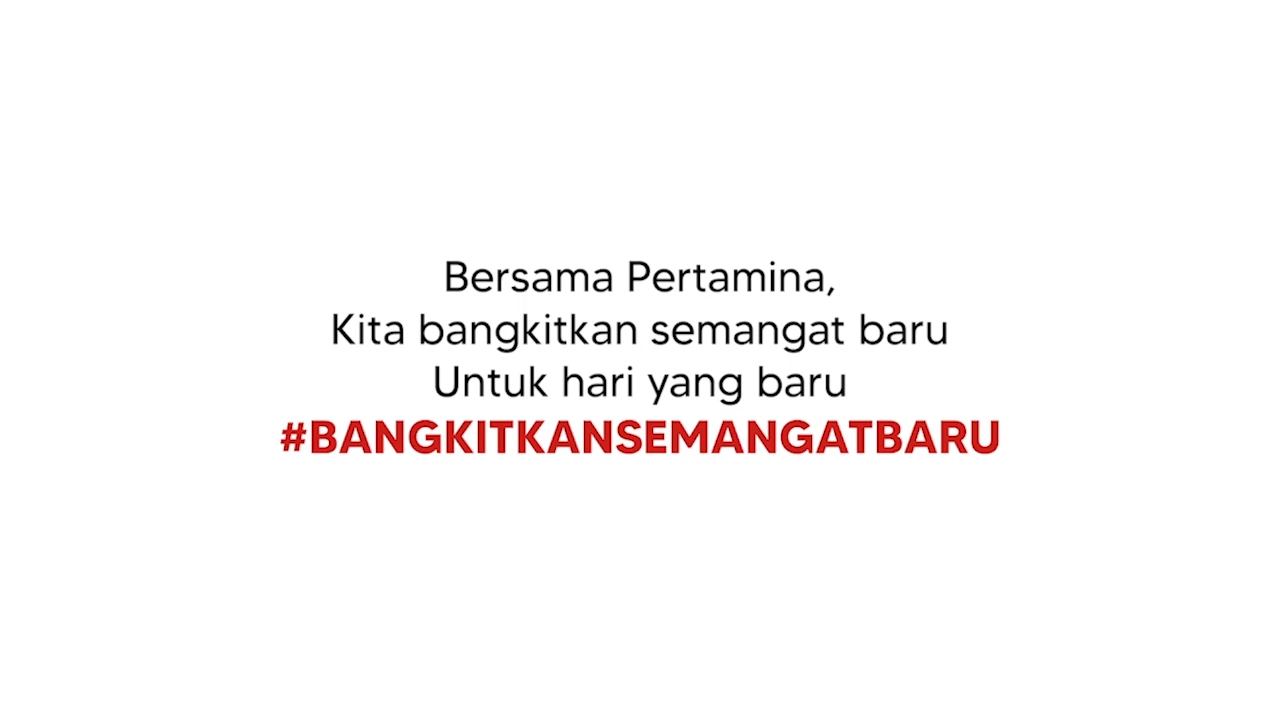 Bersama Pertamina,
Kita bangkitkan semangat baru
Untuk hari yang baru
#BANGKITKANSEMANGATBARU